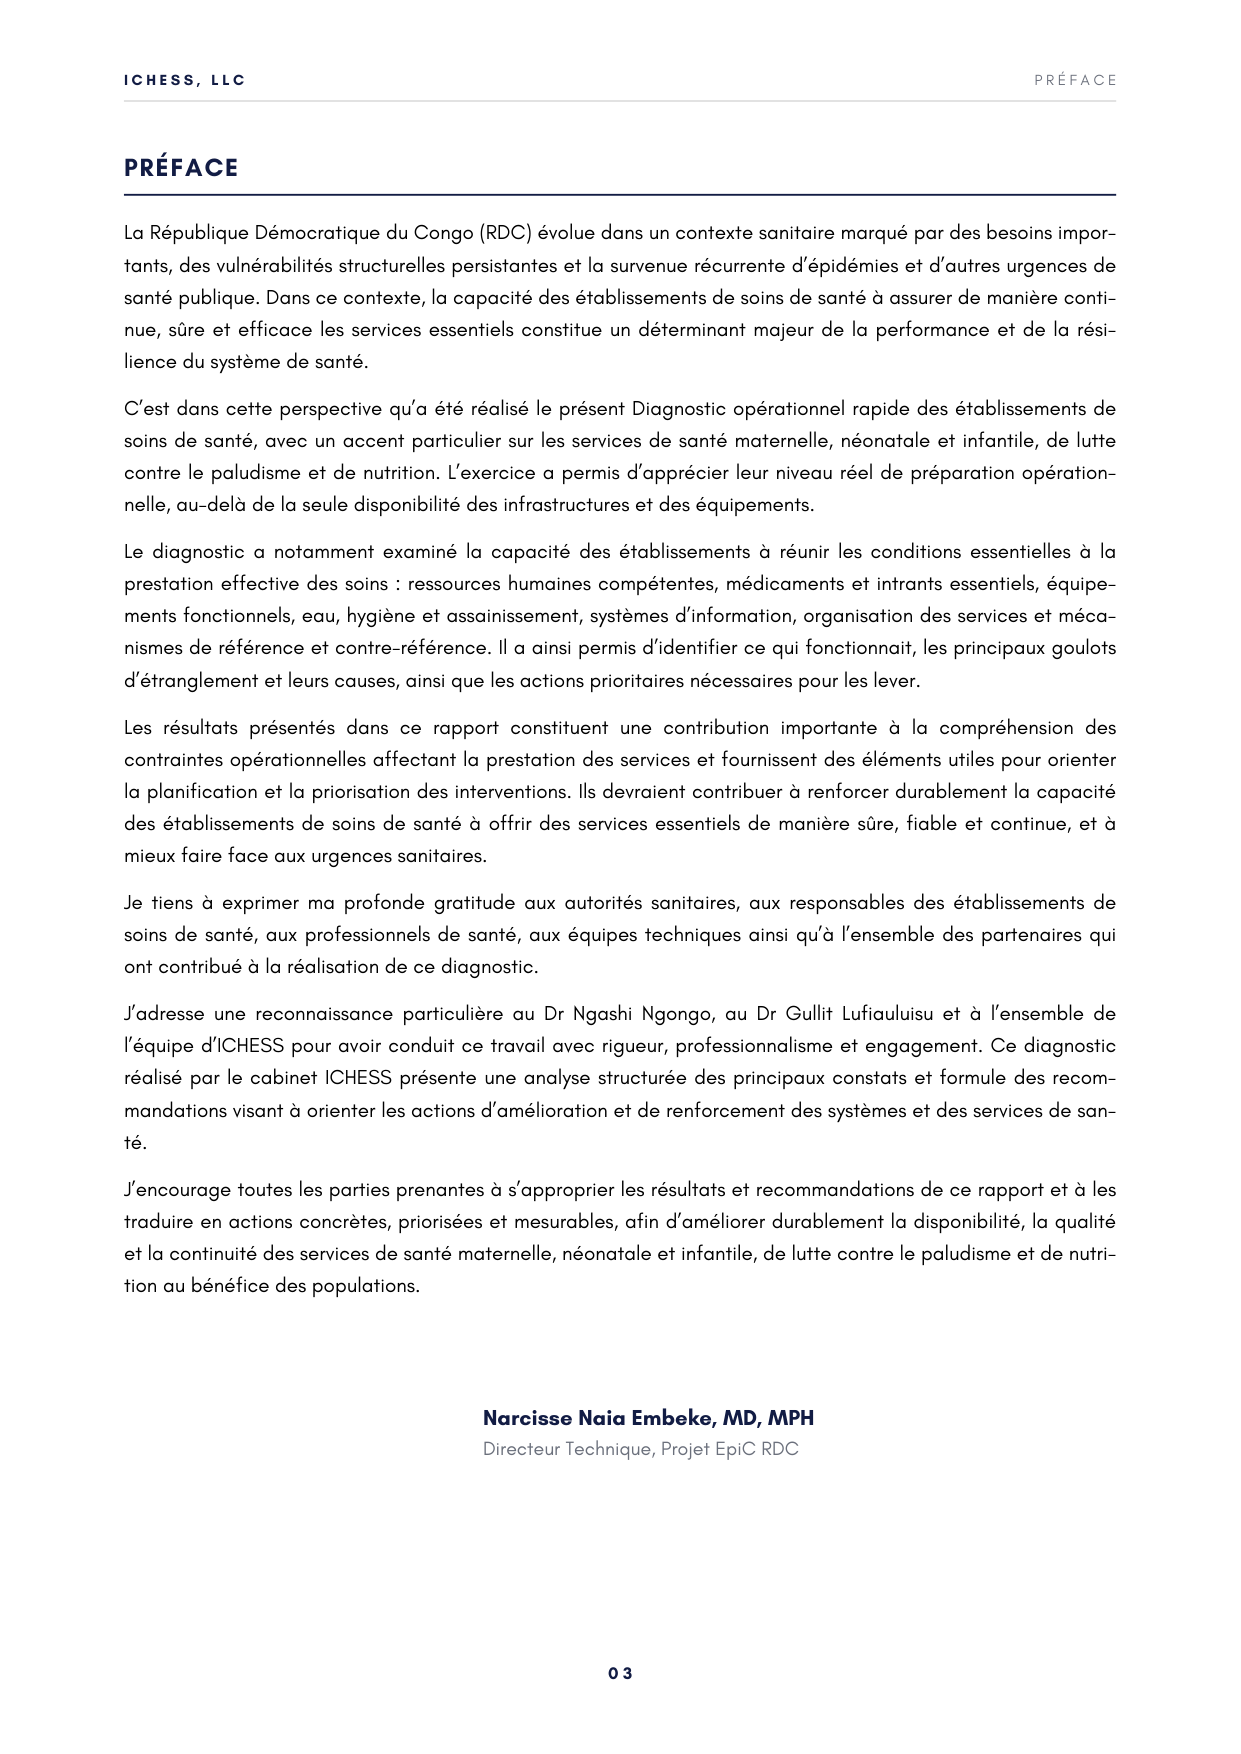 ICHESS, LLC
PRÉFACE
PRÉFACE
La République Démocratique du Congo (RDC) évolue dans un contexte sanitaire marqué par des besoins impor-
tants, des vulnérabilités structurelles persistantes et la survenue récurrente d’épidémies et d’autres urgences de
santé publique. Dans ce contexte, la capacité des établissements de soins de santé à assurer de manière conti-
nue, sûre et efficace les services essentiels constitue un déterminant majeur de la performance et de la rési-
lience du système de santé.
C’est dans cette perspective qu’a été réalisé le présent Diagnostic opérationnel rapide des établissements de
soins de santé, avec un accent particulier sur les services de santé maternelle, néonatale et infantile, de lutte
contre le paludisme et de nutrition. L’exercice a permis d’apprécier leur niveau réel de préparation opération-
nelle, au-delà de la seule disponibilité des infrastructures et des équipements.
Le diagnostic a notamment examiné la capacité des établissements à réunir les conditions essentielles à la
prestation effective des soins : ressources humaines compétentes, médicaments et intrants essentiels, équipe-
ments fonctionnels, eau, hygiène et assainissement, systèmes d’information, organisation des services et méca-
nismes de référence et contre-référence. Il a ainsi permis d’identifier ce qui fonctionnait, les principaux goulots
d’étranglement et leurs causes, ainsi que les actions prioritaires nécessaires pour les lever.
Les résultats présentés dans ce rapport constituent une contribution importante à la compréhension des
contraintes opérationnelles affectant la prestation des services et fournissent des éléments utiles pour orienter
la planification et la priorisation des interventions. Ils devraient contribuer à renforcer durablement la capacité
des établissements de soins de santé à offrir des services essentiels de manière sûre, fiable et continue, et à
mieux faire face aux urgences sanitaires.
Je tiens à exprimer ma profonde gratitude aux autorités sanitaires, aux responsables des établissements de
soins de santé, aux professionnels de santé, aux équipes techniques ainsi qu’à l’ensemble des partenaires qui
ont contribué à la réalisation de ce diagnostic.
J’adresse une reconnaissance particulière au Dr Ngashi Ngongo, au Dr Gullit Lufiauluisu et à l’ensemble de
l’équipe d’ICHESS pour avoir conduit ce travail avec rigueur, professionnalisme et engagement. Ce diagnostic
réalisé par le cabinet ICHESS présente une analyse structurée des principaux constats et formule des recom-
mandations visant à orienter les actions d’amélioration et de renforcement des systèmes et des services de san-
té.
J’encourage toutes les parties prenantes à s’approprier les résultats et recommandations de ce rapport et à les
traduire en actions concrètes, priorisées et mesurables, afin d’améliorer durablement la disponibilité, la qualité
et la continuité des services de santé maternelle, néonatale et infantile, de lutte contre le paludisme et de nutri-
tion au bénéfice des populations.
Narcisse Naia Embeke, MD, MPH
Directeur Technique, Projet EpiC RDC
03